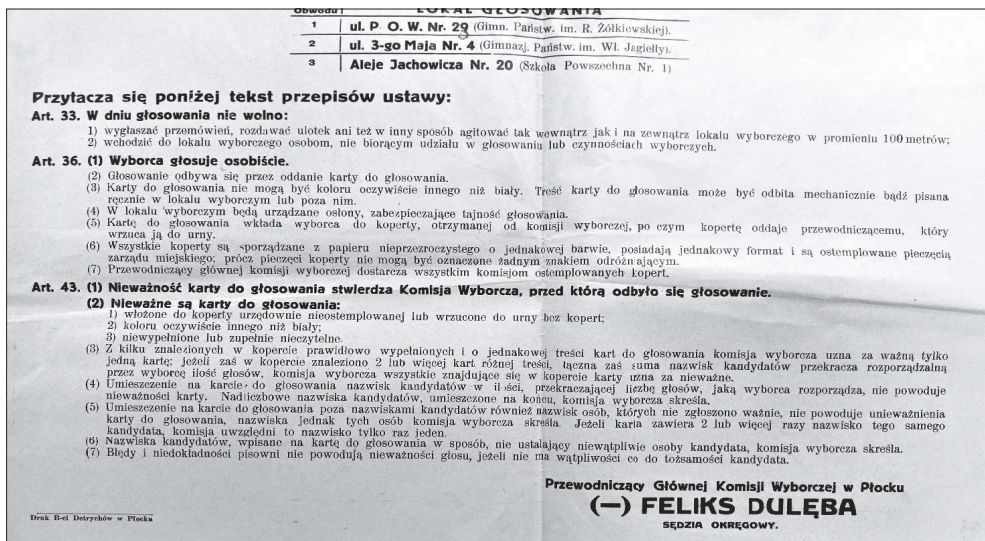 Obwodu LOKAL GŁOSOWANIA
1 ul. P. O. W. Nr. 29 (Gimn. Państw. im. R. Żółkiewskiej).
2 ul. 3-go Maja Nr. 4 (Gimnazj. Państw. im. Wł. Jagiełły).
3 Aleje Jachowicza Nr. 20 (Szkoła Powszechna Nr. 1)
Przytacza się poniżej tekst przepisów ustawy:
Art. 33. W dniu głosowania nie wolno:
1) wygłaszać przemówień, rozdawać ulotek ani też w inny sposób agitować tak wewnątrz jak i na zewnątrz lokalu wyborczego w promieniu 100 metrów;
2) wchodzić do lokalu wyborczego osobom, nie biorącym udziału w głosowaniu lub czynnościach wyborczych.
Art. 36. (1) Wyborca głosuje osobiście.
(2) Głosowanie odbywa się przez oddanie karty do głosowania.
(3) Karty do głosowania nie mogą być koloru oczywiście innego niż biały. Treść karty do głosowania może być odbita mechanicznie bądź pisana
ręcznie w lokalu wyborczym lub poza nim.
(4) W lokalu wyborczym będą urządzane osłony, zabezpieczające tajność głosowania.
(5) Kartę do głosowania wkłada wyborca do koperty, otrzymanej od komisji wyborczej, po czym kopertę oddaje przewodniczącemu, który
wrzuca ją do urny.
(6) Wszystkie koperty są sporządzane z papieru nieprzezroczystego o jednakowej barwie, posiadają jednakowy format i są ostemplowane pieczęcią
zarządu miejskiego; prócz pieczęci koperty nie mogą być oznaczone żadnym znakiem odróżniającym.
(7) Przewodniczący głównej komisji wyborczej dostarcza wszystkim komisjom ostemplowanych kopert.
Art. 43. (1) Nieważność karty do głosowania stwierdza Komisja Wyborcza, przed którą odbyło się głosowanie.
(2) Nieważne są karty do głosowania:
1) włożone do koperty urzędownie nieostemplowanej lub wrzucone do urny bez kopert;
2) koloru oczywiście innego niż biały;
3) niewypełnione lub zupełnie nieczytelne.
(3) Z kilku znalezionych w kopercie prawidłowo wypełnionych i o jednakowej treści kart do głosowania komisja wyborcza uzna za ważną tylko
jedną kartę; jeżeli zaś w kopercie znaleziono 2 lub więcej kart różnej treści, łączna zaś suma nazwisk kandydatów przekracza rozporządzalną
przez wyborcę ilość głosów, komisja wyborcza wszystkie znajdujące się w kopercie karty uzna za nieważne.
(4) Umieszczenie na karcie do głosowania nazwisk kandydatów w ilości, przekraczającej liczbę głosów, jaką wyborca rozporządza, nie powoduje
nieważności karty. Nadliczbowe nazwiska kandydatów, umieszczone na końcu, komisja wyborcza skreśla.
(5) Umieszczenie na karcie do głosowania poza nazwiskami kandydatów również nazwisk osób, których nie zgłoszono ważnie, nie powoduje unieważnienia
karty do głosowania, nazwiska jednak tych osób komisja wyborcza skreśla. Jeżeli karta zawiera 2 lub więcej razy nazwisko tego samego
kandydata, komisja uwzględni to nazwisko tylko raz jeden.
(6) Nazwiska kandydatów, wpisane na kartę do głosowania w sposób, nie ustalający niewątpliwie osoby kandydata, komisja wyborcza skreśla.
(7) Błędy i niedokładności pisowni nie powodują nieważności głosu, jeżeli nie ma wątpliwości co do tożsamości kandydata.
Przewodniczący Głównej Komisji Wyborczej w Płocku
(—) FELIKS DULĘBA
SĘDZIA OKRĘGOWY.
Druk B-ci Detrychów w Płocku